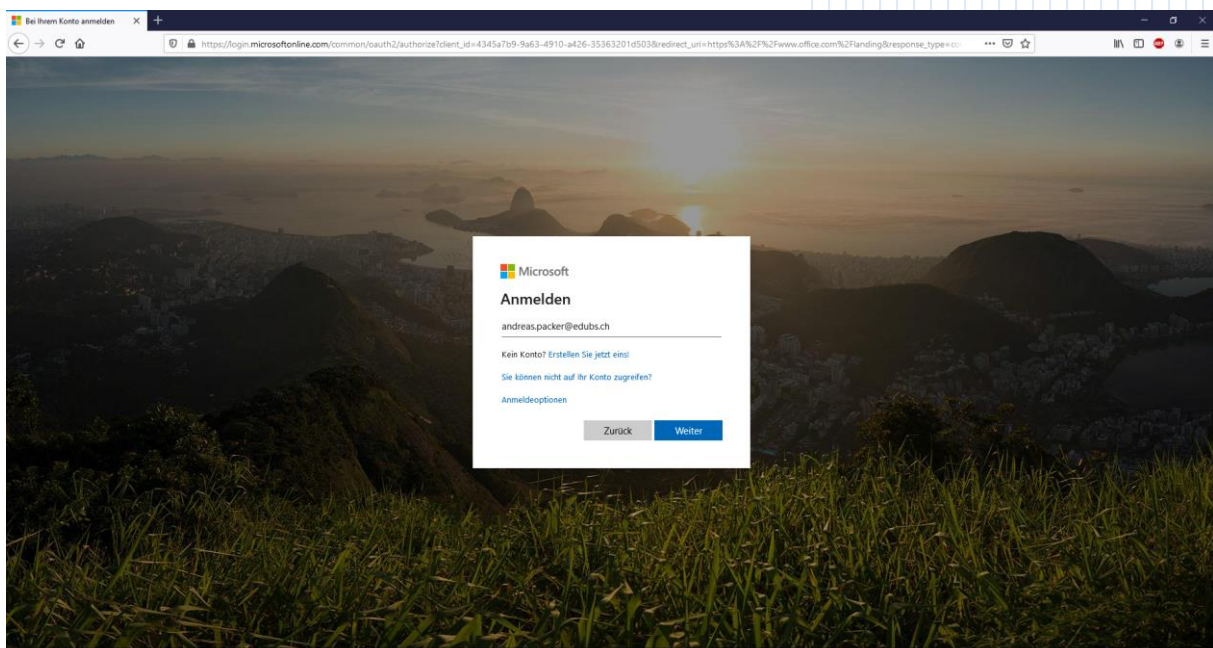 Bei Ihrem Konto anmelden
https://login.microsoftonline.com/common/oauth2/authorize?client_id=4345a7b9-9a63-4910-a426-35363201d503&redirect_uri=https%3A%2F%2Fwww.office.com%2Flanding&response_type=co
Microsoft
Anmelden
andreas.packer@edubs.ch
Kein Konto? Erstellen Sie jetzt eins!
Sie können nicht auf Ihr Konto zugreifen?
Anmeldeoptionen
Zurück Weiter